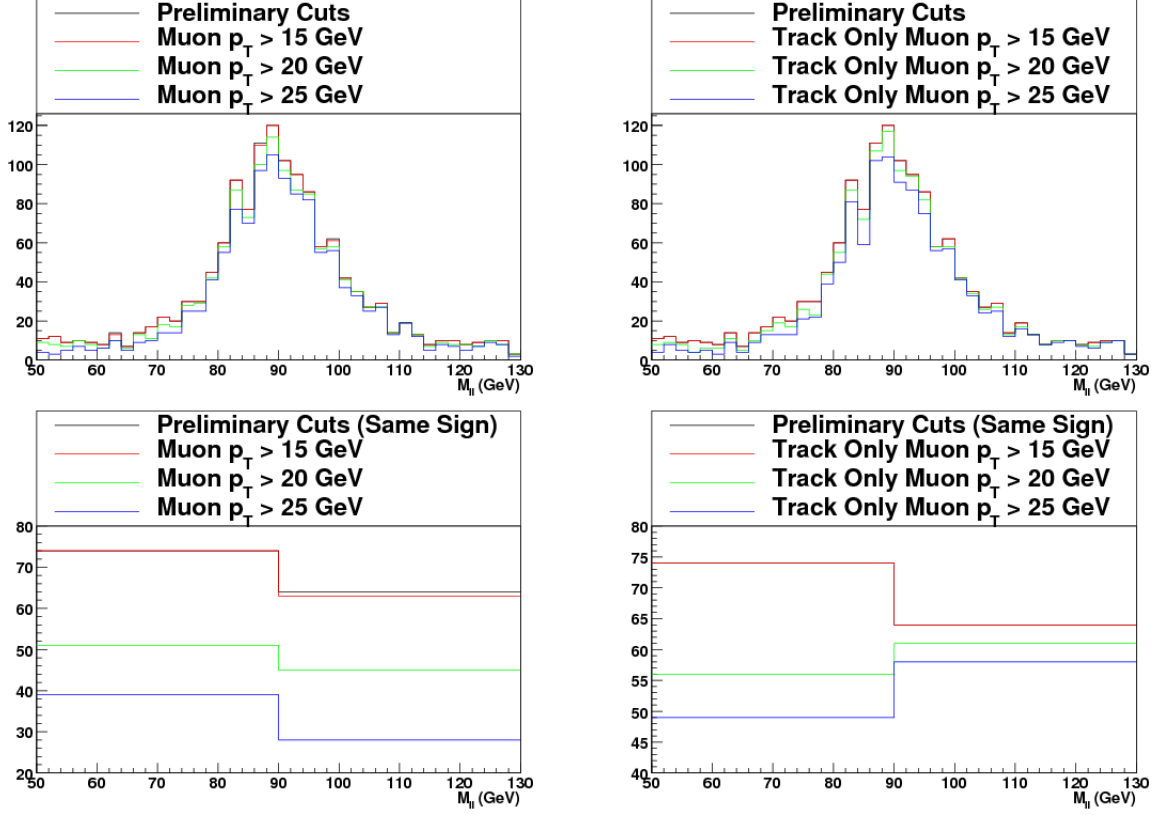 Preliminary Cuts
Muon p_T > 15 GeV
Muon p_T > 20 GeV
Muon p_T > 25 GeV
120
100
80
60
40
20
0
50 60 70 80 90 100 110 120 130
M_ll (GeV)
Preliminary Cuts
Track Only Muon p_T > 15 GeV
Track Only Muon p_T > 20 GeV
Track Only Muon p_T > 25 GeV
120
100
80
60
40
20
0
50 60 70 80 90 100 110 120 130
M_ll (GeV)
Preliminary Cuts (Same Sign)
Muon p_T > 15 GeV
Muon p_T > 20 GeV
Muon p_T > 25 GeV
80
70
60
50
40
30
20
50 60 70 80 90 100 110 120 130
M_ll (GeV)
Preliminary Cuts (Same Sign)
Track Only Muon p_T > 15 GeV
Track Only Muon p_T > 20 GeV
Track Only Muon p_T > 25 GeV
80
75
70
65
60
55
50
45
40
50 60 70 80 90 100 110 120 130
M_ll (GeV)